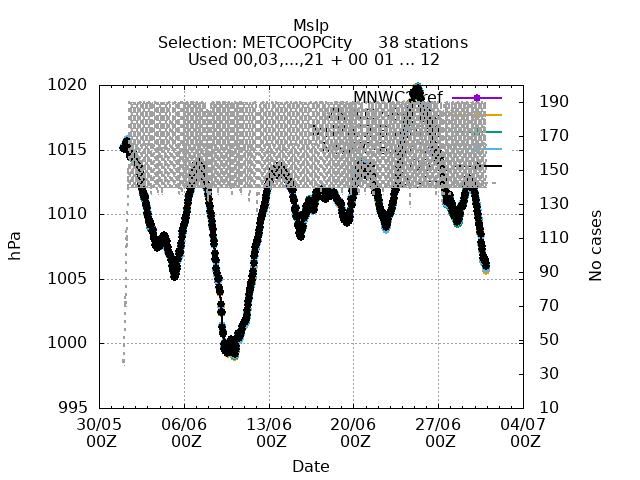 Mslp
Selection: METCOOPCity 38 stations
Used 00,03,...,21 + 00 01 ... 12
1020
1015
1010
1005
1000
995
hPa
190
170
150
130
110
90
70
50
30
10
No cases
30/05 06/06 13/06 20/06 27/06 04/07
00Z 00Z 00Z 00Z 00Z 00Z
Date